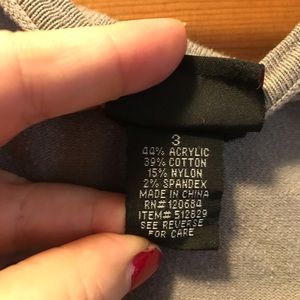 3
44% ACRYLIC
39% COTTON
15% NYLON
2% SPANDEX
MADE IN CHINA
RN#120684
ITEM# 512829
SEE REVERSE
FOR CARE